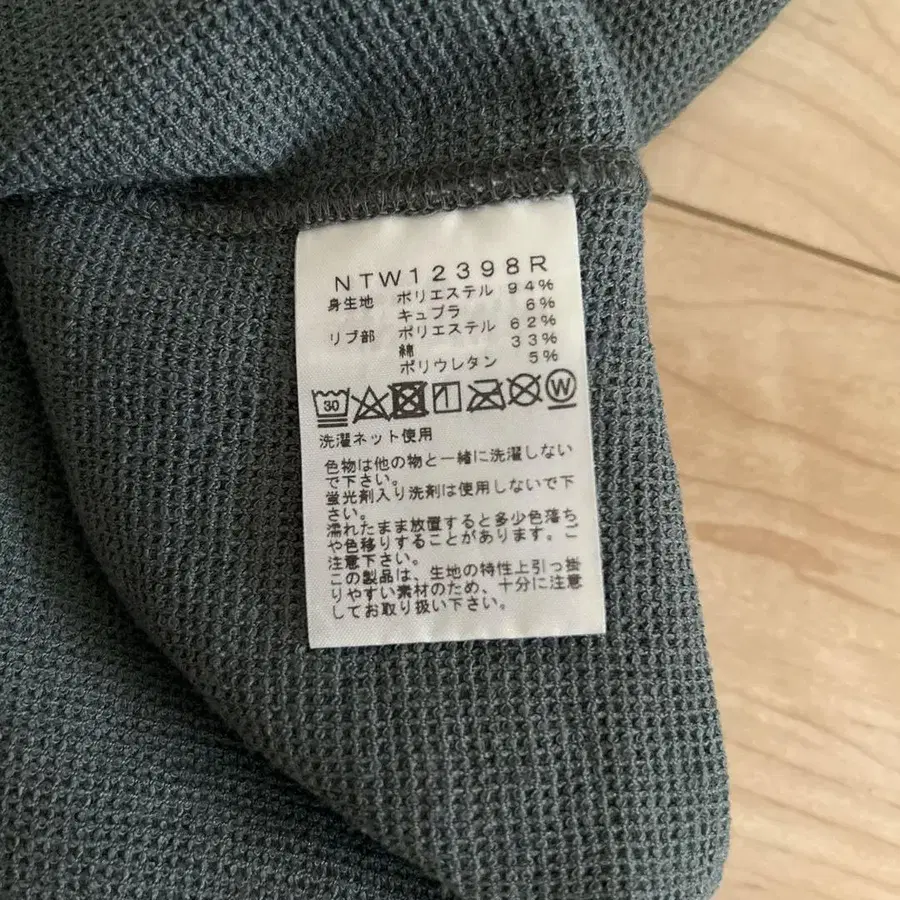 NTW12398R
身生地 ポリエステル 94%
キュプラ 6%
リブ部 ポリエステル 62%
綿 33%
ポリウレタン 5%
30 W
洗濯ネット使用
色物は他の物と一緒に洗濯しない
で下さい。
蛍光剤入り洗剤は使用しないで下
さい。
濡れたまま放置すると多少色落ち
や色移りすることがあります。ご
注意下さい。
この製品は、生地の特性上引っ掛
りやすい素材のため、十分に注意
してお取り扱い下さい。